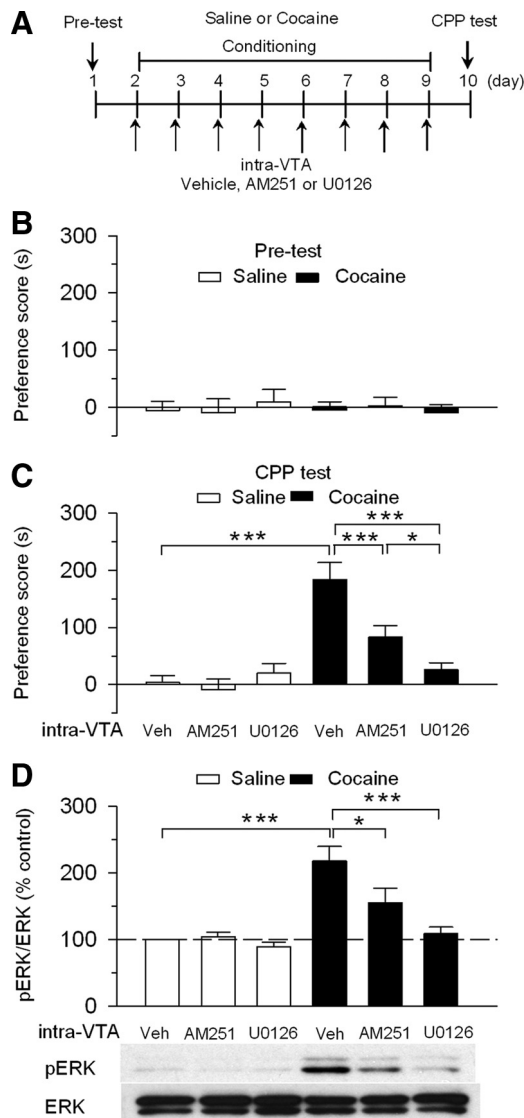 A
Pre-test
Saline or Cocaine
CPP test
Conditioning
1 2 3 4 5 6 7 8 9 10 (day)
intra-VTA
Vehicle, AM251 or U0126
B
Preference score (s)
300
200
100
0
Pre-test
Saline Cocaine
C
CPP test
Saline Cocaine
Preference score (s)
300
200
100
0
***
***
***
*
intra-VTA Veh AM251 U0126 Veh AM251 U0126
D
Saline Cocaine
pERK/ERK (% control)
300
200
100
0
***
***
*
intra-VTA Veh AM251 U0126 Veh AM251 U0126
pERK
ERK